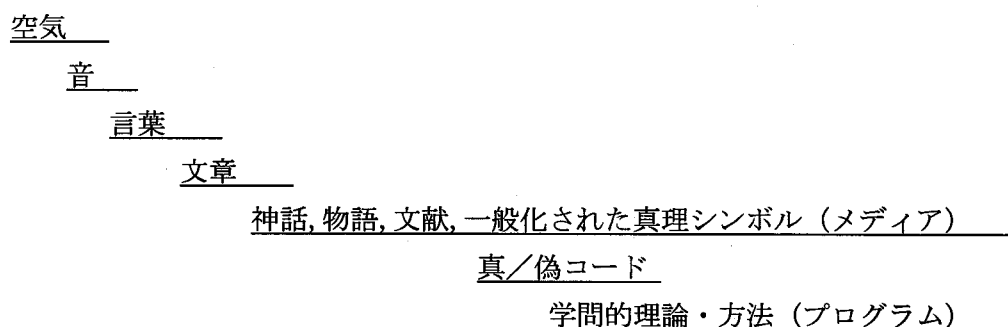 空気
音
言葉
文章
神話, 物語, 文献, 一般化された真理シンボル（メディア）
真／偽コード
学問的理論・方法（プログラム）